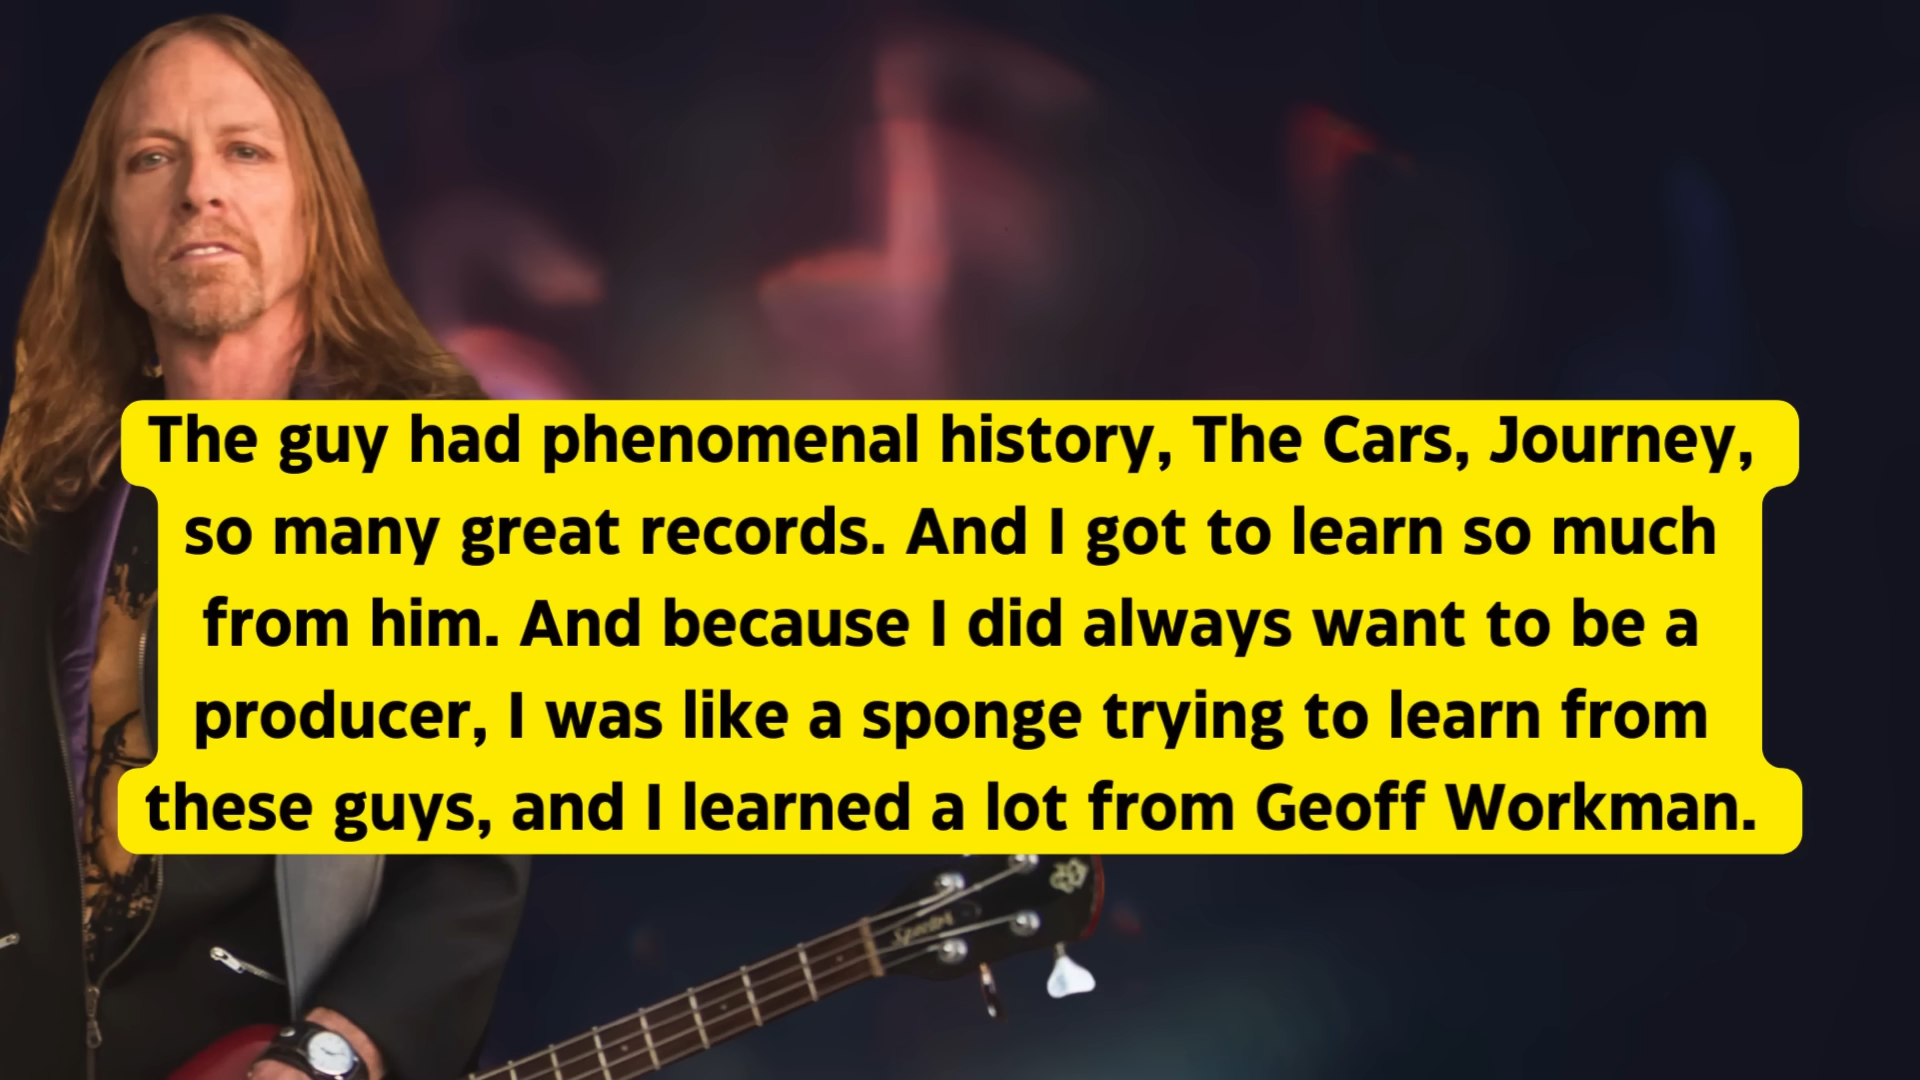 The guy had phenomenal history, The Cars, Journey,
so many great records. And I got to learn so much
from him. And because I did always want to be a
producer, I was like a sponge trying to learn from
these guys, and I learned a lot from Geoff Workman.
Spector